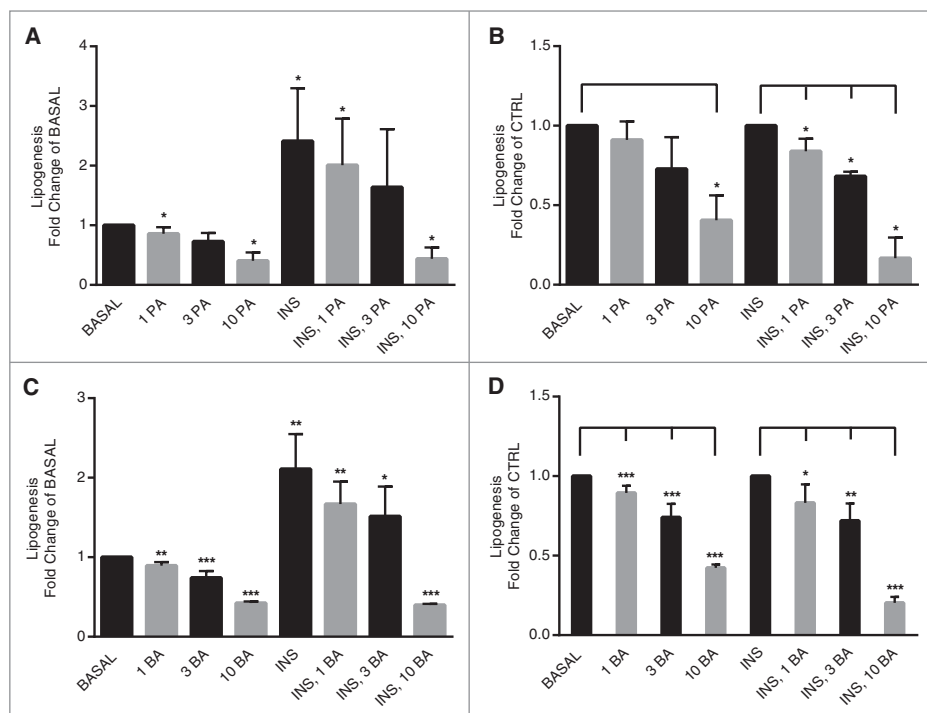 A
Lipogenesis
Fold Change of BASAL
4
3
2
1
0
*
*
*
*
*
BASAL
1 PA
3 PA
10 PA
INS
INS, 1 PA
INS, 3 PA
INS, 10 PA
B
Lipogenesis
Fold Change of CTRL
1.5
1.0
0.5
0.0
*
*
*
*
BASAL
1 PA
3 PA
10 PA
INS
INS, 1 PA
INS, 3 PA
INS, 10 PA
C
Lipogenesis
Fold Change of BASAL
3
2
1
0
**
***
***
**
**
*
***
BASAL
1 BA
3 BA
10 BA
INS
INS, 1 BA
INS, 3 BA
INS, 10 BA
D
Lipogenesis
Fold Change of CTRL
1.5
1.0
0.5
0.0
***
***
***
*
**
***
BASAL
1 BA
3 BA
10 BA
INS
INS, 1 BA
INS, 3 BA
INS, 10 BA